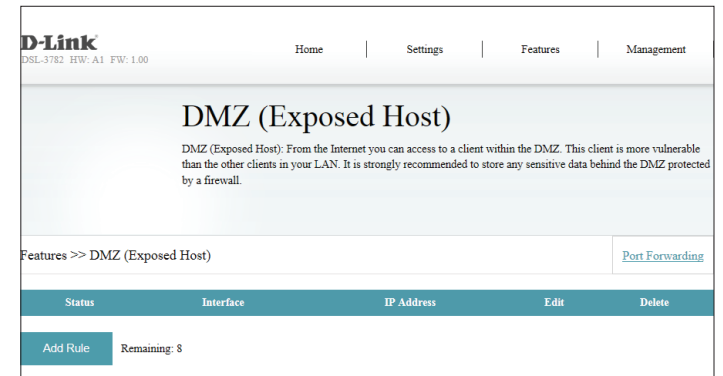 D-Link
DSL-3782 HW: A1 FW: 1.00
Home Settings Features Management
DMZ (Exposed Host)
DMZ (Exposed Host): From the Internet you can access to a client within the DMZ. This client is more vulnerable
than the other clients in your LAN. It is strongly recommended to store any sensitive data behind the DMZ protected
by a firewall.
Features >> DMZ (Exposed Host) Port Forwarding
Status Interface IP Address Edit Delete
Add Rule Remaining: 8